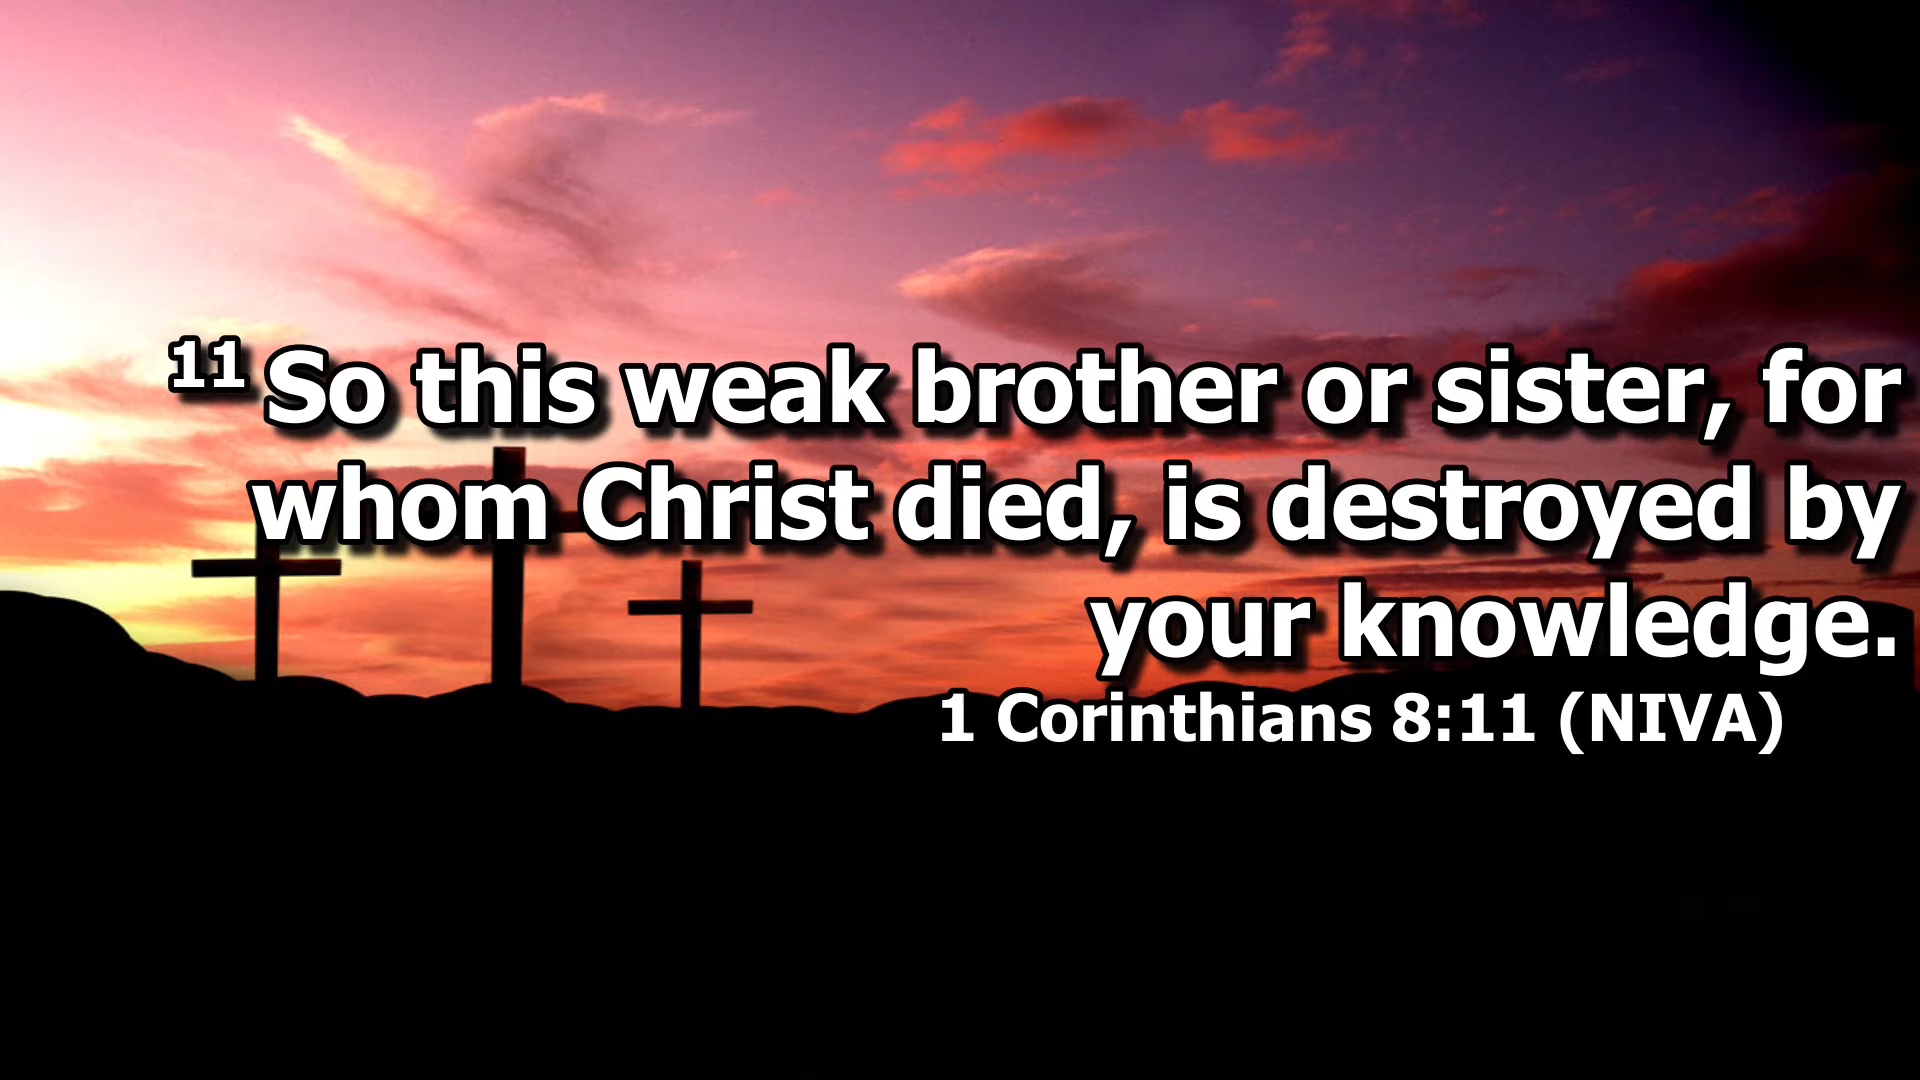 11 So this weak brother or sister, for
whom Christ died, is destroyed by
your knowledge.
1 Corinthians 8:11 (NIVA)